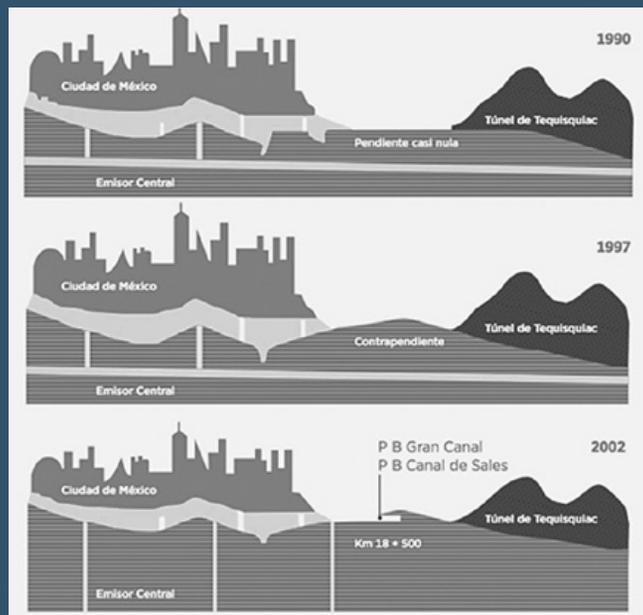 1990
Ciudad de México
Túnel de Tequisquiac
Pendiente casi nula
Emisor Central
1997
Ciudad de México
Túnel de Tequisquiac
Contrapendiente
Emisor Central
P B Gran Canal
2002
P B Canal de Sales
Ciudad de México
Túnel de Tequisquiac
Km 18 + 500
Emisor Central